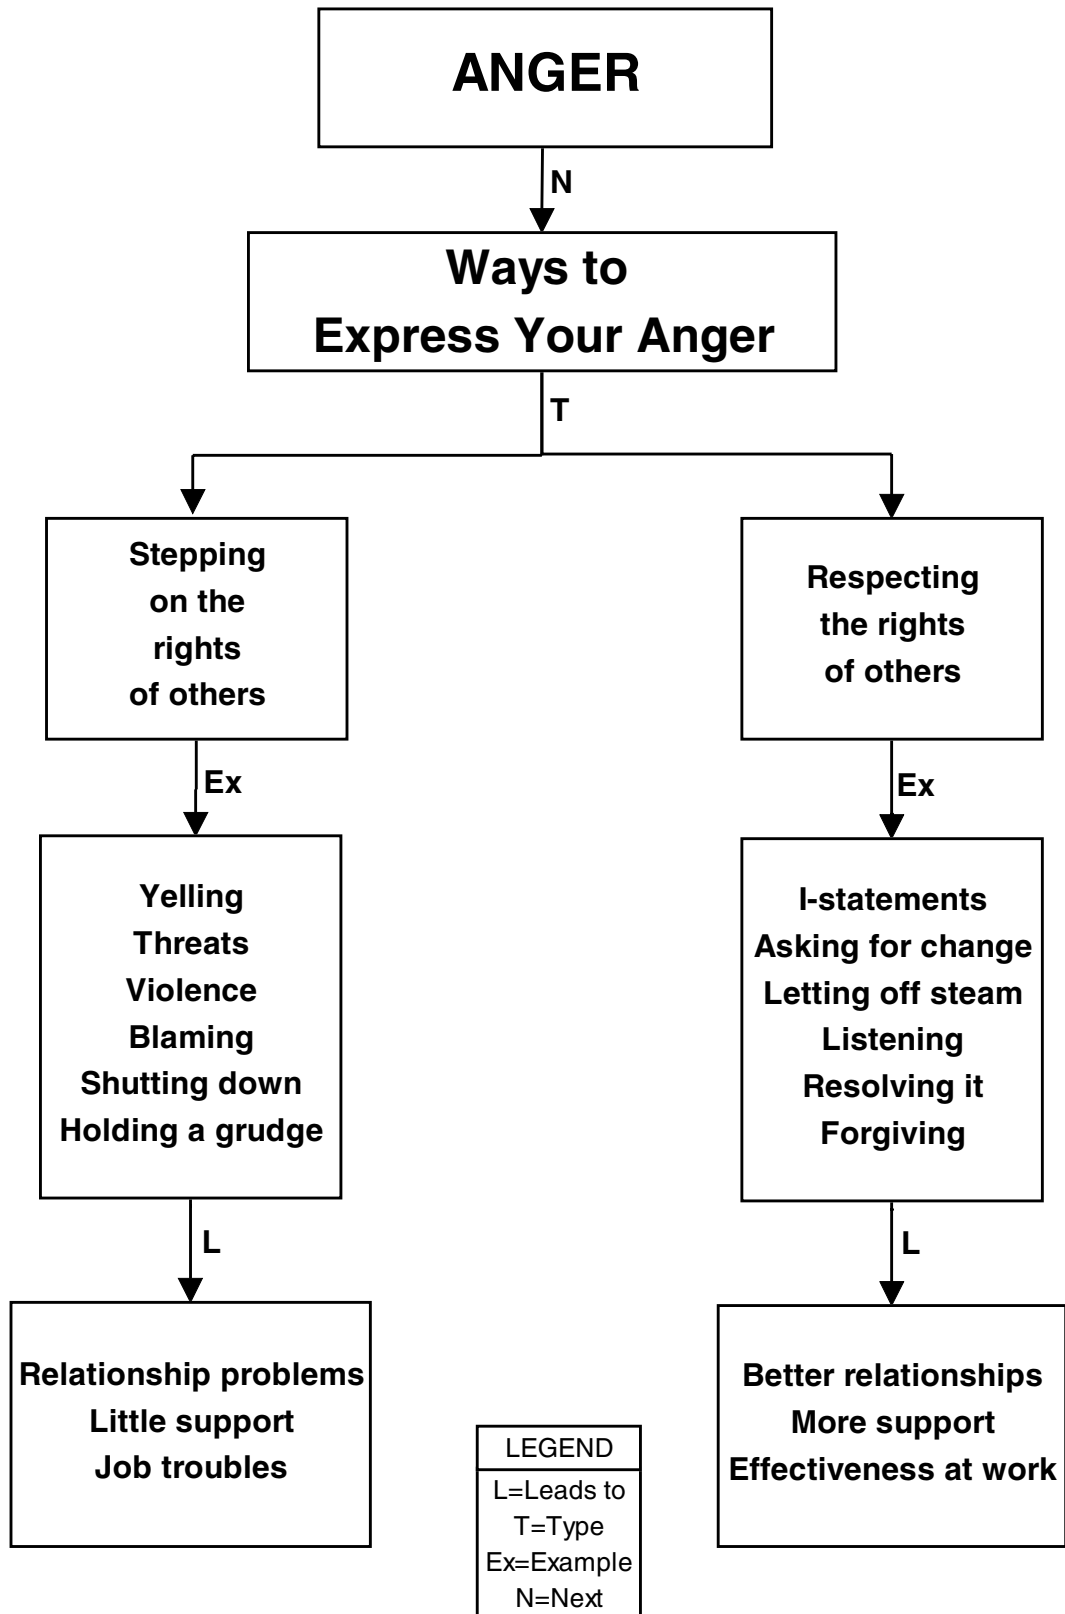 ANGER
N
Ways to
Express Your Anger
T
Stepping
on the
rights
of others
Respecting
the rights
of others
Ex
Ex
Yelling
Threats
Violence
Blaming
Shutting down
Holding a grudge
I-statements
Asking for change
Letting off steam
Listening
Resolving it
Forgiving
L
L
Relationship problems
Little support
Job troubles
Better relationships
More support
Effectiveness at work
LEGEND
L=Leads to
T=Type
Ex=Example
N=Next